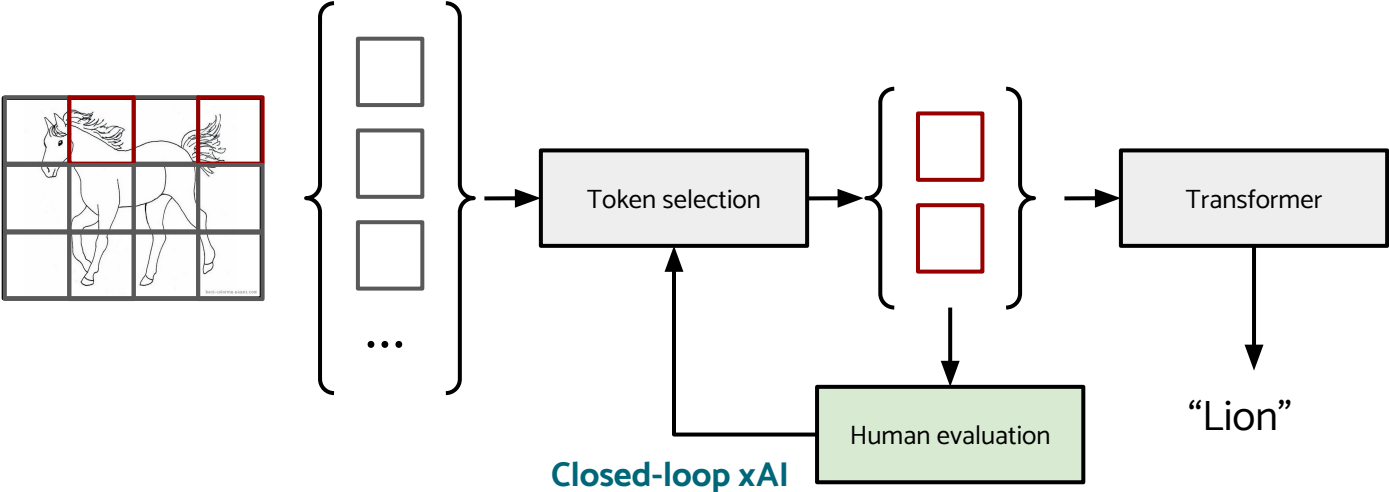 Token selection
Transformer
Human evaluation
"Lion"
Closed-loop xAI
...